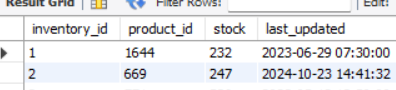 Result Grid Filter Rows: Edit:
inventory_id product_id stock last_updated
1 1644 232 2023-06-29 07:30:00
2 669 247 2024-10-23 14:41:32